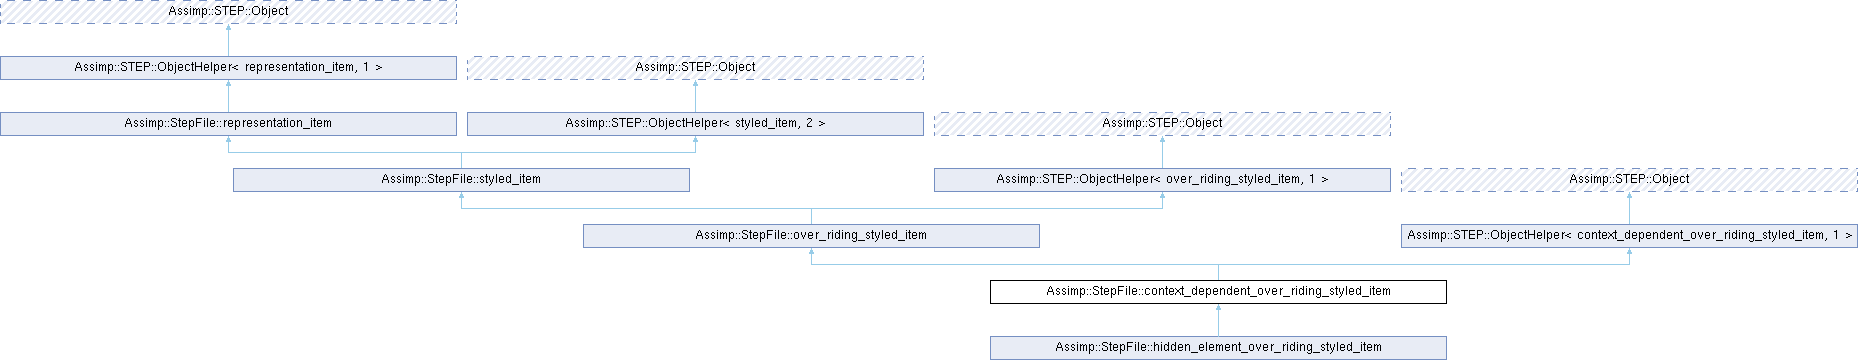 Assimp::STEP::Object
Assimp::STEP::ObjectHelper< representation_item, 1 >
Assimp::STEP::Object
Assimp::StepFile::representation_item
Assimp::STEP::ObjectHelper< styled_item, 2 >
Assimp::STEP::Object
Assimp::StepFile::styled_item
Assimp::STEP::ObjectHelper< over_riding_styled_item, 1 >
Assimp::STEP::Object
Assimp::StepFile::over_riding_styled_item
Assimp::STEP::ObjectHelper< context_dependent_over_riding_styled_item, 1 >
Assimp::StepFile::context_dependent_over_riding_styled_item
Assimp::StepFile::hidden_element_over_riding_styled_item